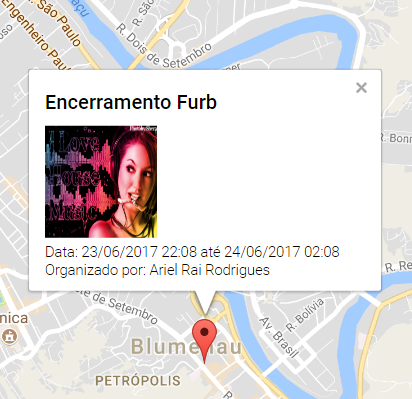 R. São Paulo
R. São
Engenheiro Paulo
R. Dois de Setembro
×
Encerramento Furb
I Love
House
Music
Data: 23/06/2017 22:08 até 24/06/2017 02:08
Organizado por: Ariel Rai Rodrigues
R. Bonn
R. Re
te de Setembro
nica
R. Bolívia
Av. Brasil
Blumenau
PETRÓPOLIS